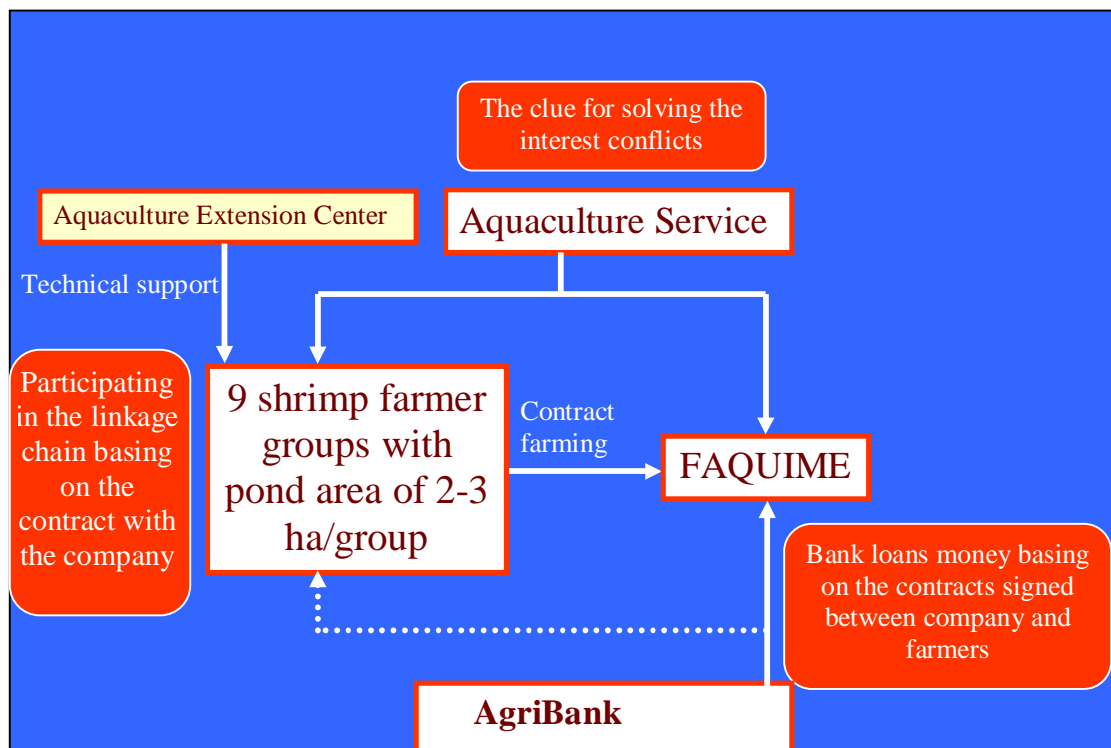 The clue for solving the
interest conflicts
Aquaculture Extension Center
Aquaculture Service
Technical support
Participating
in the linkage
chain basing
on the
contract with
the company
9 shrimp farmer
groups with
pond area of 2-3
ha/group
Contract
farming
FAQUIME
Bank loans money basing
on the contracts signed
between company and
farmers
AgriBank